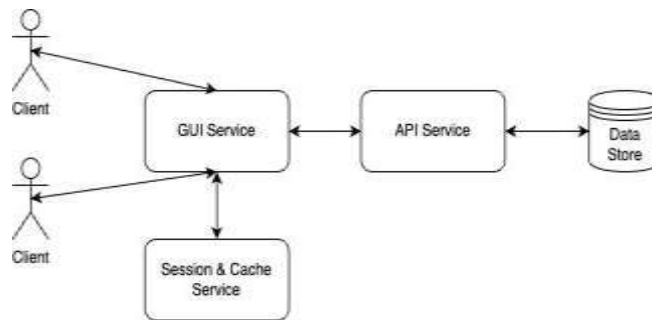 Client
GUI Service
API Service
Data
Store
Client
Session & Cache
Service